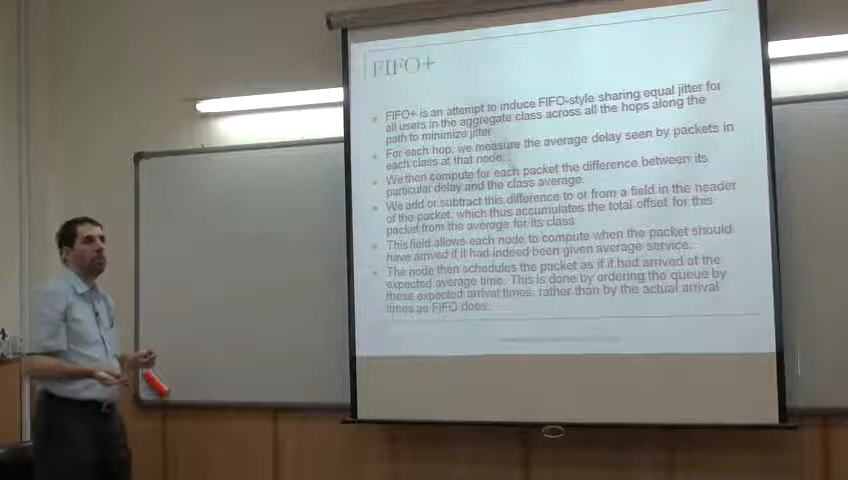 FIFO+
FIFO+ is an attempt to induce FIFO-style sharing equal jitter for
all users in the aggregate class across all the hops along the
path to minimize jitter
For each hop, we measure the average delay seen by packets in
each class at that node.
We then compute for each packet the difference between its
particular delay and the class average.
We add or subtract this difference to or from a field in the header
of the packet, which thus accumulates the total offset for this
packet from the average for its class
This field allows each node to compute when the packet should
have arrived if it had indeed been given average service.
The node then schedules the packet as if it had arrived at the
expected average time. This is done by ordering the queue by
these expected arrival times, rather than by the actual arrival
times as FIFO does.